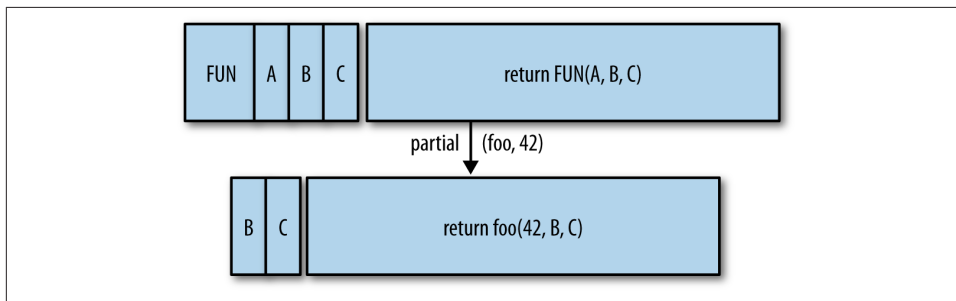 FUN A B C return FUN(A, B, C)
partial (foo, 42)
B C return foo(42, B, C)